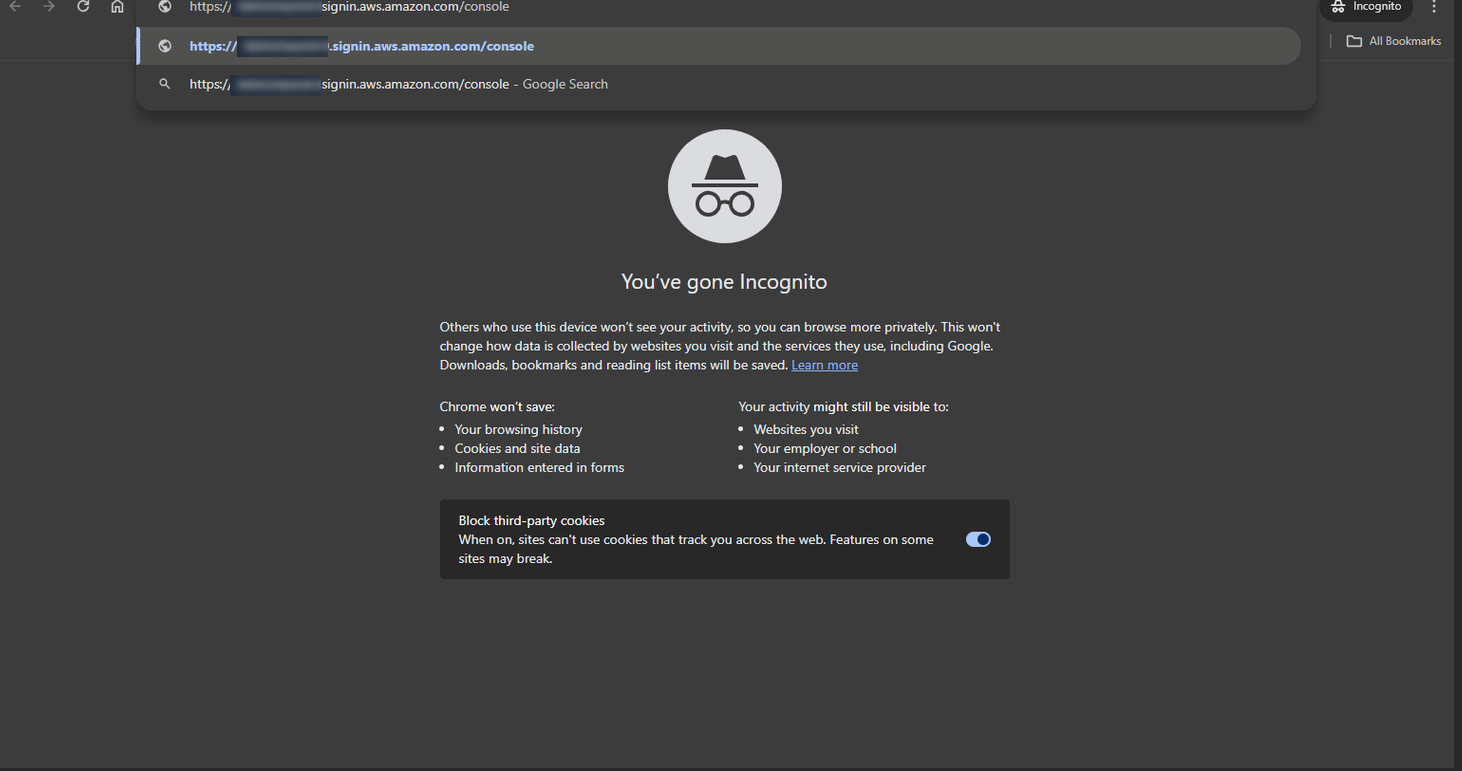 https:// signin.aws.amazon.com/console
Incognito
https:// .signin.aws.amazon.com/console
All Bookmarks
https:// signin.aws.amazon.com/console - Google Search
You've gone Incognito
Others who use this device won't see your activity, so you can browse more privately. This won't
change how data is collected by websites you visit and the services they use, including Google.
Downloads, bookmarks and reading list items will be saved. Learn more
Chrome won't save:
Your browsing history
Cookies and site data
Information entered in forms
Your activity might still be visible to:
Websites you visit
Your employer or school
Your internet service provider
Block third-party cookies
When on, sites can't use cookies that track you across the web. Features on some
sites may break.